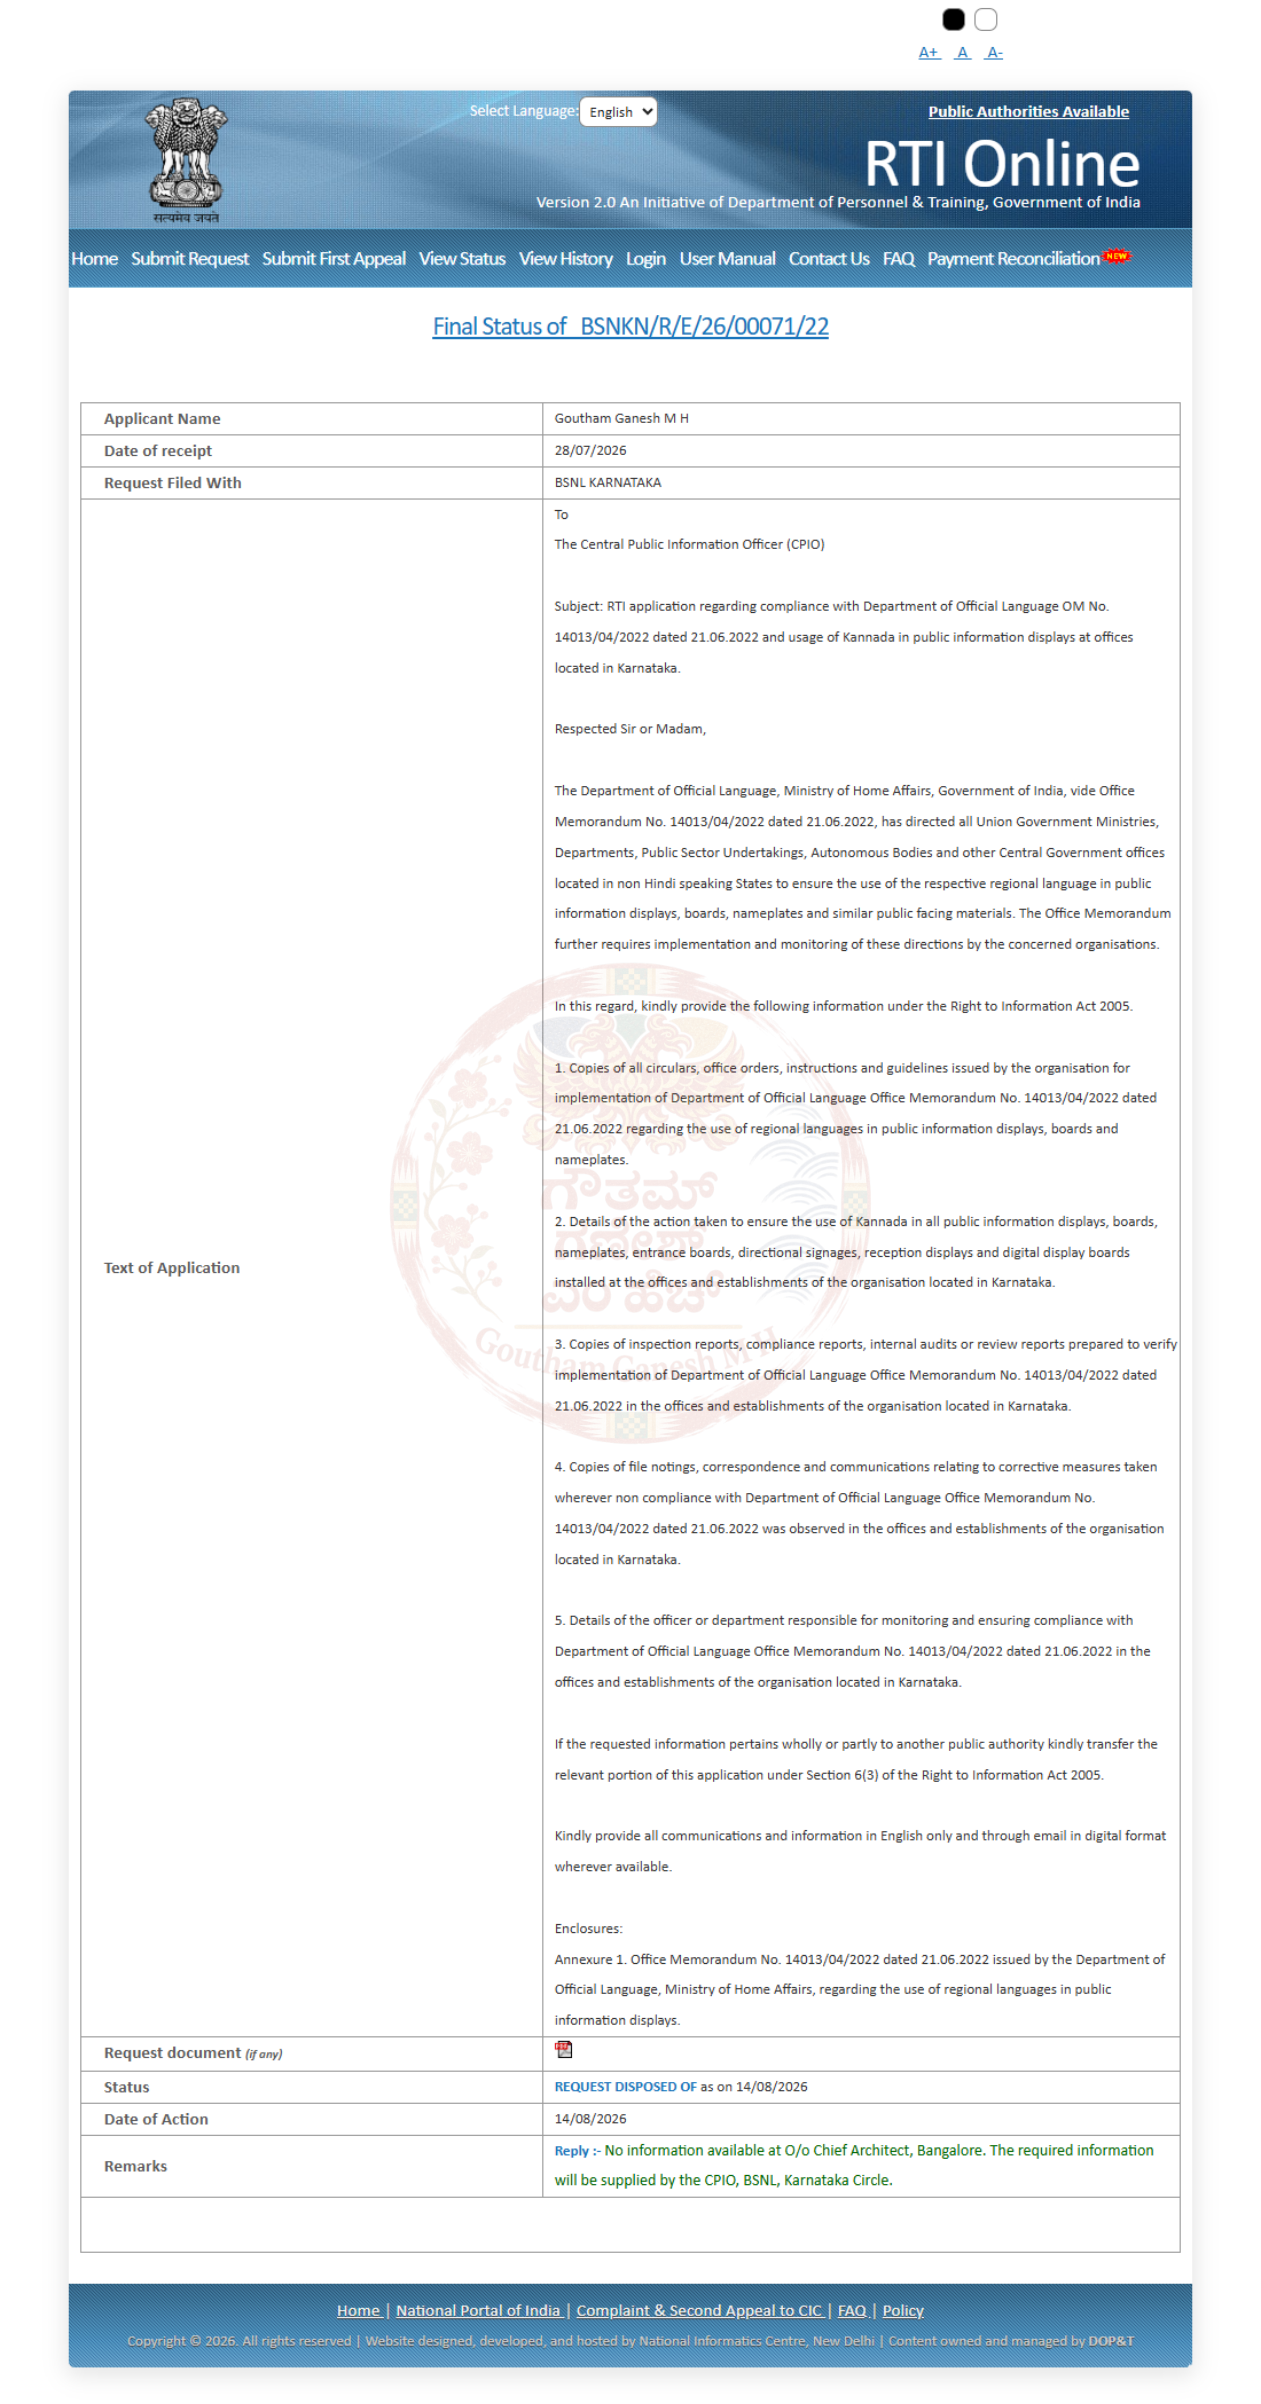 A+ A A-
Select Language: English
Public Authorities Available
RTI Online
Version 2.0 An Initiative of Department of Personnel & Training, Government of India
सत्यमेव जयते
Home Submit Request Submit First Appeal View Status View History Login User Manual Contact Us FAQ Payment Reconciliation NEW
Final Status of BSNKN/R/E/26/00071/22
Applicant Name Goutham Ganesh M H
Date of receipt 28/07/2026
Request Filed With BSNL KARNATAKA
Text of Application
To
The Central Public Information Officer (CPIO)
Subject: RTI application regarding compliance with Department of Official Language OM No.
14013/04/2022 dated 21.06.2022 and usage of Kannada in public information displays at offices
located in Karnataka.
Respected Sir or Madam,
The Department of Official Language, Ministry of Home Affairs, Government of India, vide Office
Memorandum No. 14013/04/2022 dated 21.06.2022, has directed all Union Government Ministries,
Departments, Public Sector Undertakings, Autonomous Bodies and other Central Government offices
located in non Hindi speaking States to ensure the use of the respective regional language in public
information displays, boards, nameplates and similar public facing materials. The Office Memorandum
further requires implementation and monitoring of these directions by the concerned organisations.
In this regard, kindly provide the following information under the Right to Information Act 2005.
1. Copies of all circulars, office orders, instructions and guidelines issued by the organisation for
implementation of Department of Official Language Office Memorandum No. 14013/04/2022 dated
21.06.2022 regarding the use of regional languages in public information displays, boards and
nameplates.
2. Details of the action taken to ensure the use of Kannada in all public information displays, boards,
nameplates, entrance boards, directional signages, reception displays and digital display boards
installed at the offices and establishments of the organisation located in Karnataka.
3. Copies of inspection reports, compliance reports, internal audits or review reports prepared to verify
implementation of Department of Official Language Office Memorandum No. 14013/04/2022 dated
21.06.2022 in the offices and establishments of the organisation located in Karnataka.
4. Copies of file notings, correspondence and communications relating to corrective measures taken
wherever non compliance with Department of Official Language Office Memorandum No.
14013/04/2022 dated 21.06.2022 was observed in the offices and establishments of the organisation
located in Karnataka.
5. Details of the officer or department responsible for monitoring and ensuring compliance with
Department of Official Language Office Memorandum No. 14013/04/2022 dated 21.06.2022 in the
offices and establishments of the organisation located in Karnataka.
If the requested information pertains wholly or partly to another public authority kindly transfer the
relevant portion of this application under Section 6(3) of the Right to Information Act 2005.
Kindly provide all communications and information in English only and through email in digital format
wherever available.
Enclosures:
Annexure 1. Office Memorandum No. 14013/04/2022 dated 21.06.2022 issued by the Department of
Official Language, Ministry of Home Affairs, regarding the use of regional languages in public
information displays.
ಗೌತಮ್
ಗಣೇಶ್
ಎಂ ಹೆಚ್
Goutham Ganesh M H
Request document (if any)
Status REQUEST DISPOSED OF as on 14/08/2026
Date of Action 14/08/2026
Remarks
Reply :- No information available at O/o Chief Architect, Bangalore. The required information
will be supplied by the CPIO, BSNL, Karnataka Circle.
Home | National Portal of India | Complaint & Second Appeal to CIC | FAQ | Policy
Copyright © 2026. All rights reserved | Website designed, developed, and hosted by National Informatics Centre, New Delhi | Content owned and managed by DOP&T